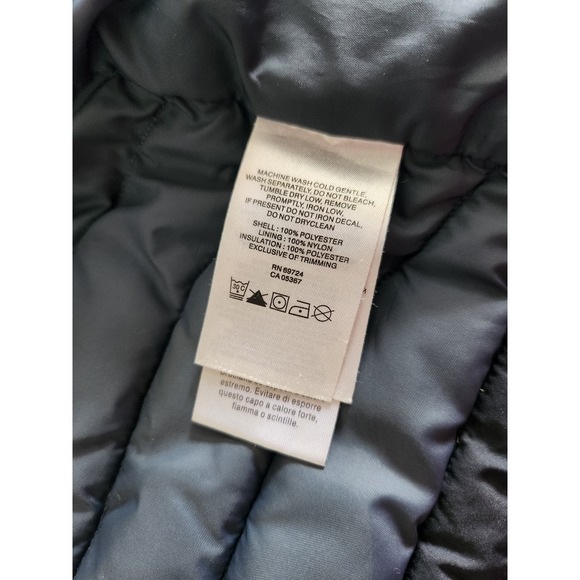 MACHINE WASH COLD GENTLE,
WASH SEPARATELY, DO NOT BLEACH,
TUMBLE DRY LOW, REMOVE
PROMPTLY, IRON LOW,
IF PRESENT DO NOT IRON DECAL,
DO NOT DRYCLEAN
SHELL : 100% POLYESTER
LINING : 100% NYLON
INSULATION : 100% POLYESTER
EXCLUSIVE OF TRIMMING
RN 69724
CA 05367
30°C
estremo. Evitare di esporre
questo capo a calore forte,
fiamma o scintille.